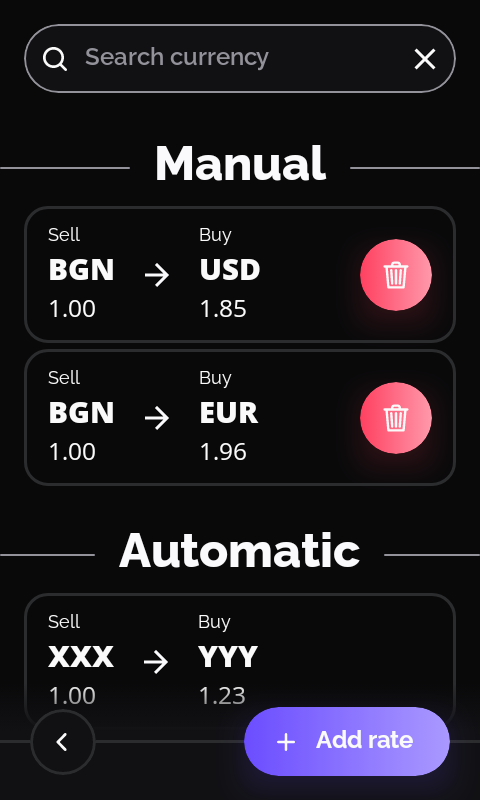 Search currency
Manual
Sell Buy
BGN → USD
1.00 1.85
Sell Buy
BGN → EUR
1.00 1.96
Automatic
Sell Buy
XXX → YYY
1.00 1.23
+ Add rate